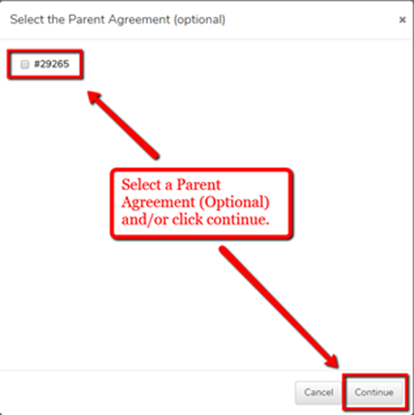 Select the Parent Agreement (optional)
#29265
Select a Parent
Agreement (Optional)
and/or click continue.
Cancel
Continue